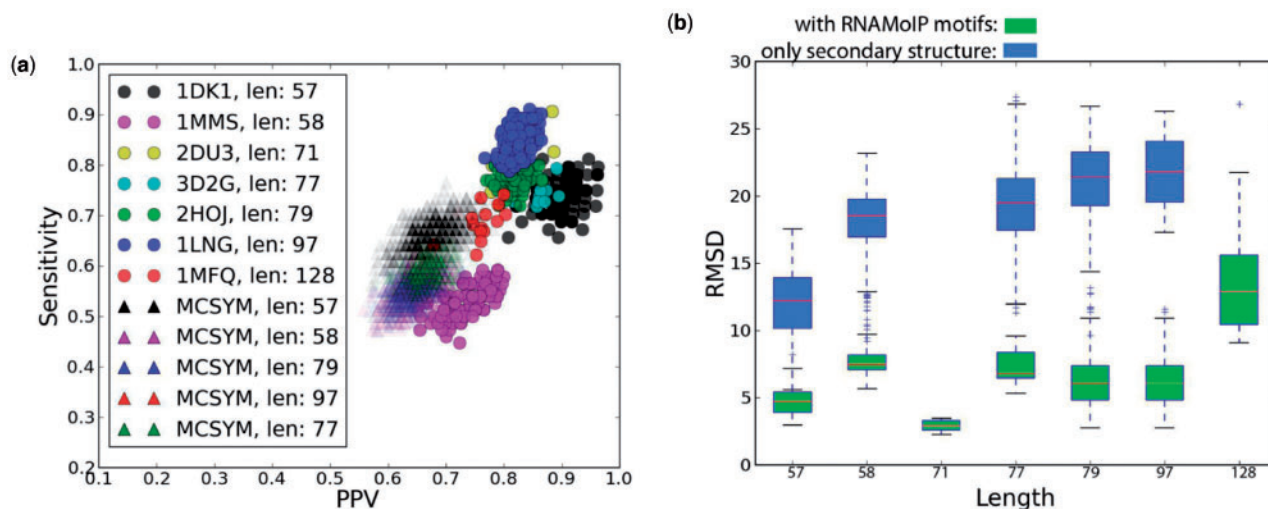 (a)
Sensitivity
1.0
0.9
0.8
0.7
0.6
0.5
0.4
0.3
0.2
1DK1, len: 57
1MMS, len: 58
2DU3, len: 71
3D2G, len: 77
2HOJ, len: 79
1LNG, len: 97
1MFQ, len: 128
MCSYM, len: 57
MCSYM, len: 58
MCSYM, len: 79
MCSYM, len: 97
MCSYM, len: 77
0.1 0.2 0.3 0.4 0.5 0.6 0.7 0.8 0.9 1.0
PPV
(b)
with RNAMoIP motifs:
only secondary structure:
RMSD
30
25
20
15
10
5
0
57 58 71 77 79 97 128
Length